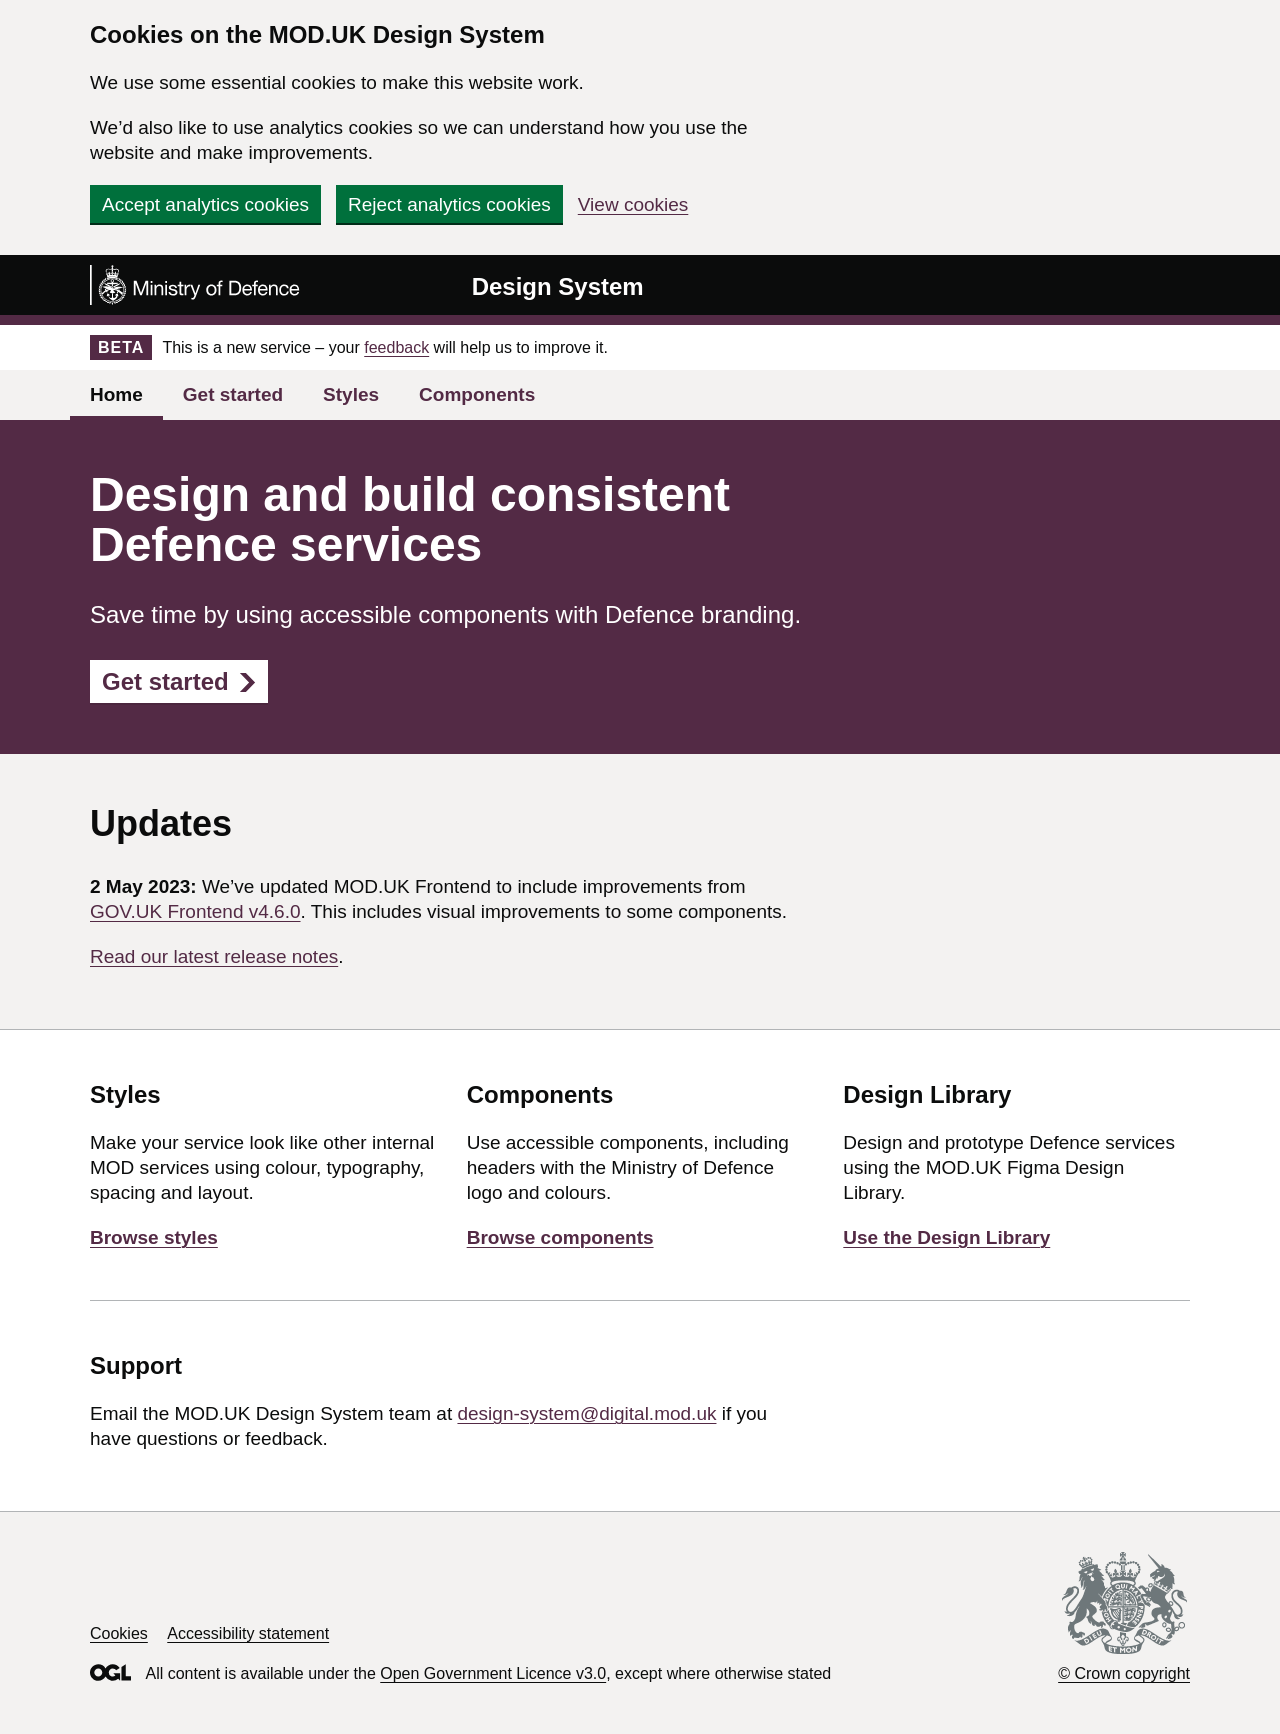 Cookies on the MOD.UK Design System
We use some essential cookies to make this website work.
We’d also like to use analytics cookies so we can understand how you use the
website and make improvements.
Accept analytics cookies Reject analytics cookies View cookies
Ministry of Defence Design System
BETA This is a new service – your feedback will help us to improve it.
Home Get started Styles Components
Design and build consistent
Defence services
Save time by using accessible components with Defence branding.
Get started
Updates
2 May 2023: We’ve updated MOD.UK Frontend to include improvements from
GOV.UK Frontend v4.6.0. This includes visual improvements to some components.
Read our latest release notes.
Styles
Make your service look like other internal
MOD services using colour, typography,
spacing and layout.
Browse styles
Components
Use accessible components, including
headers with the Ministry of Defence
logo and colours.
Browse components
Design Library
Design and prototype Defence services
using the MOD.UK Figma Design
Library.
Use the Design Library
Support
Email the MOD.UK Design System team at design-system@digital.mod.uk if you
have questions or feedback.
Cookies Accessibility statement
OGL All content is available under the Open Government Licence v3.0, except where otherwise stated
DIEU ET MON DROIT
© Crown copyright